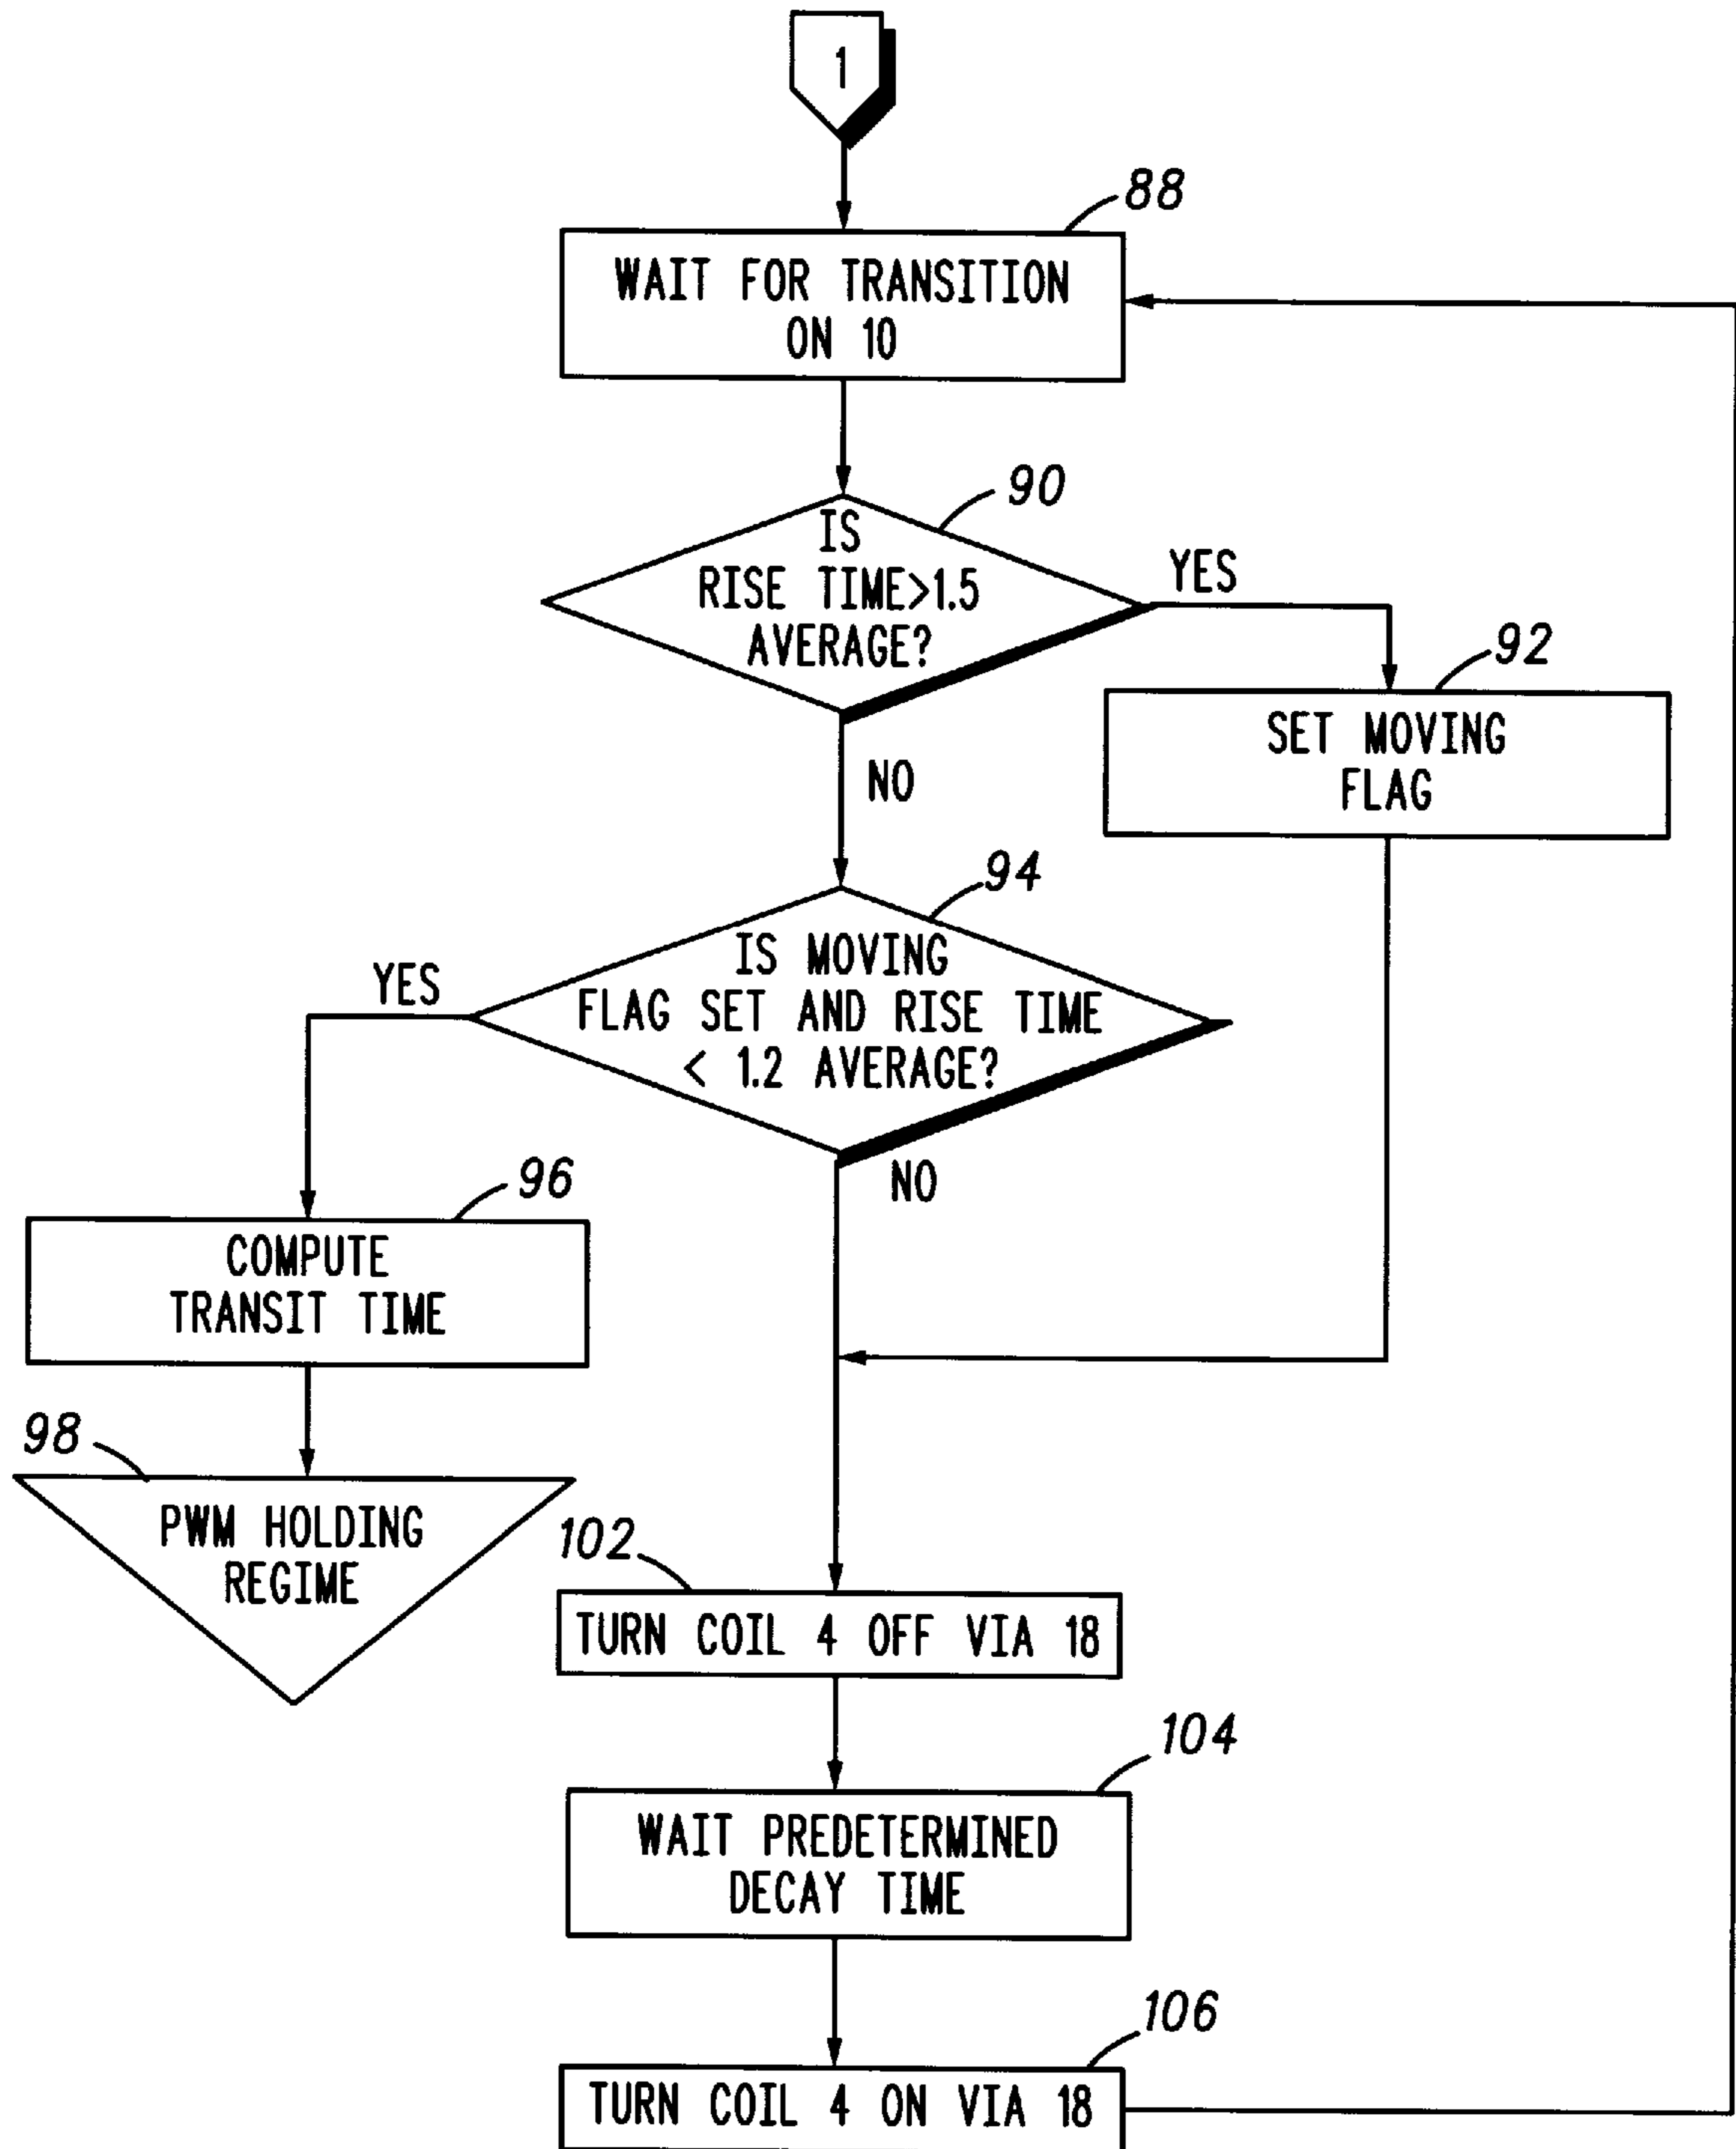 1
88
WAIT FOR TRANSITION
ON 10
90
IS
RISE TIME>1.5
AVERAGE?
YES
92
SET MOVING
FLAG
NO
94
IS MOVING
FLAG SET AND RISE TIME
< 1.2 AVERAGE?
YES
NO
96
COMPUTE
TRANSIT TIME
98
PWM HOLDING
REGIME
102
TURN COIL 4 OFF VIA 18
104
WAIT PREDETERMINED
DECAY TIME
106
TURN COIL 4 ON VIA 18